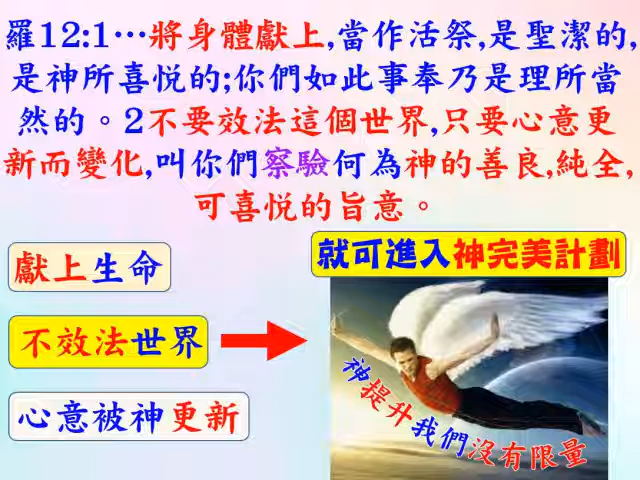 羅12:1…將身體獻上,當作活祭,是聖潔的,
是神所喜悅的;你們如此事奉乃是理所當
然的。2不要效法這個世界,只要心意更
新而變化,叫你們察驗何為神的善良,純全,
可喜悅的旨意。
就可進入神完美計劃
獻上生命
不效法世界
心意被神更新
神提升我們沒有限量